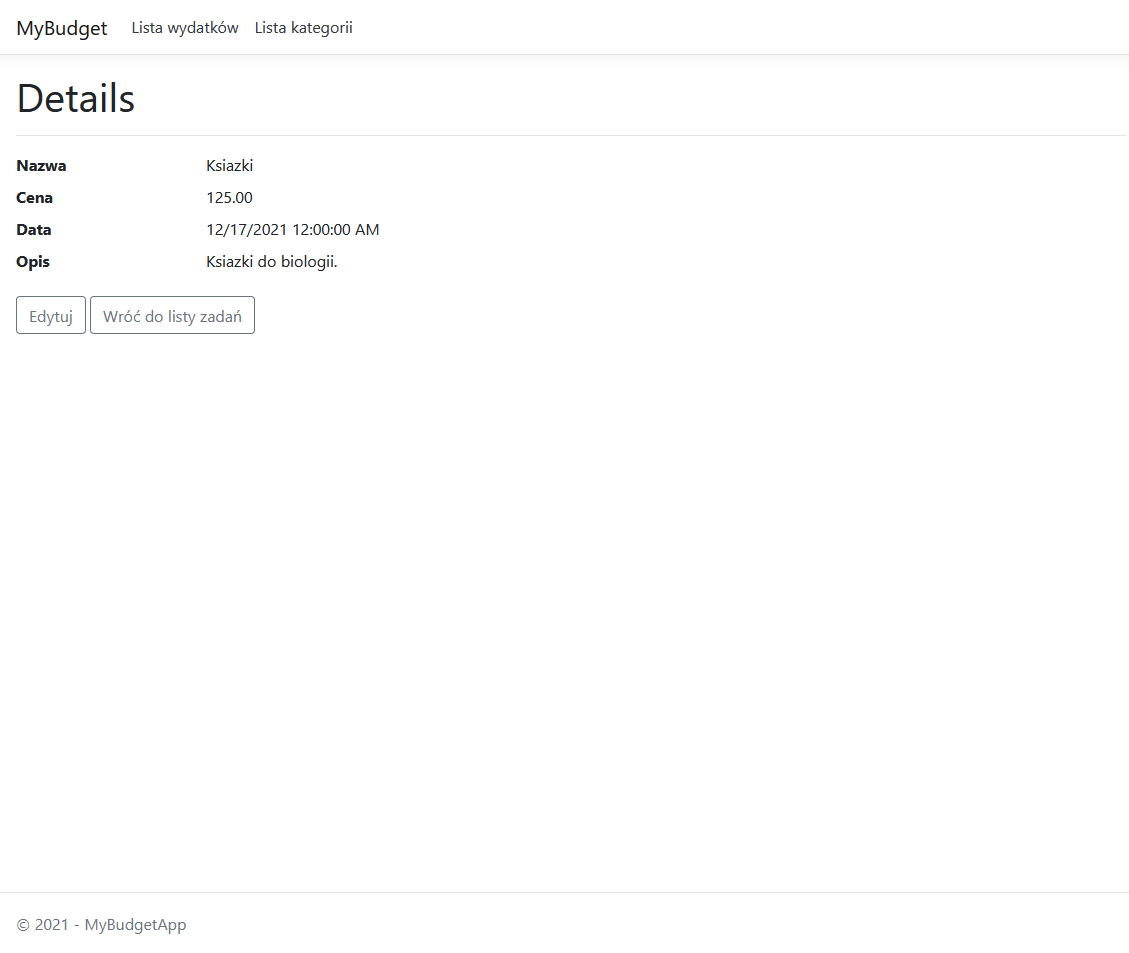 MyBudget Lista wydatków Lista kategorii
Details
Nazwa Ksiazki
Cena 125.00
Data 12/17/2021 12:00:00 AM
Opis Ksiazki do biologii.
Edytuj Wróć do listy zadań
© 2021 - MyBudgetApp